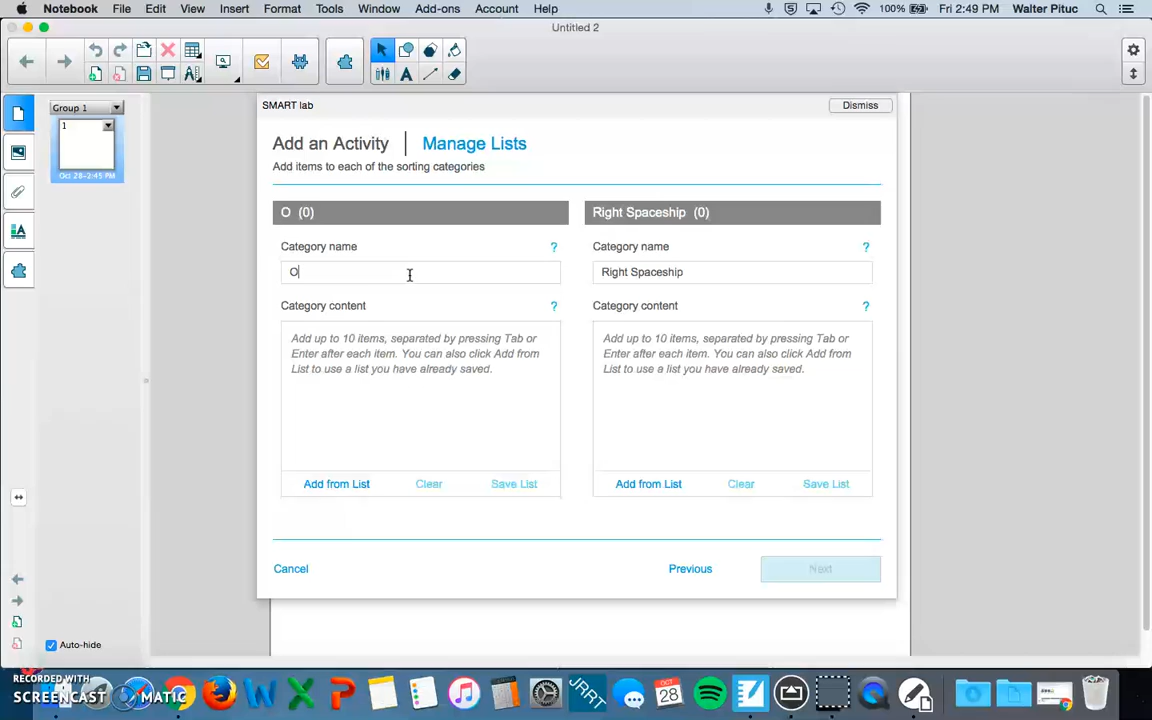 Notebook File Edit View Insert Format Tools Window Add-ons Account Help 100% Fri 2:49 PM Walter Pituc
Untitled 2
Group 1
1
Oct 28-2:45 PM
SMART lab Dismiss
Add an Activity | Manage Lists
Add items to each of the sorting categories
O (0) Right Spaceship (0)
Category name ? Category name ?
O Right Spaceship
Category content ? Category content ?
Add up to 10 items, separated by pressing Tab or Add up to 10 items, separated by pressing Tab or
Enter after each item. You can also click Add from Enter after each item. You can also click Add from
List to use a list you have already saved. List to use a list you have already saved.
Add from List Clear Save List Add from List Clear Save List
Cancel Previous Next
Auto-hide
RECORDED WITH
SCREENCAST MATIC
JRRT
OCT
28